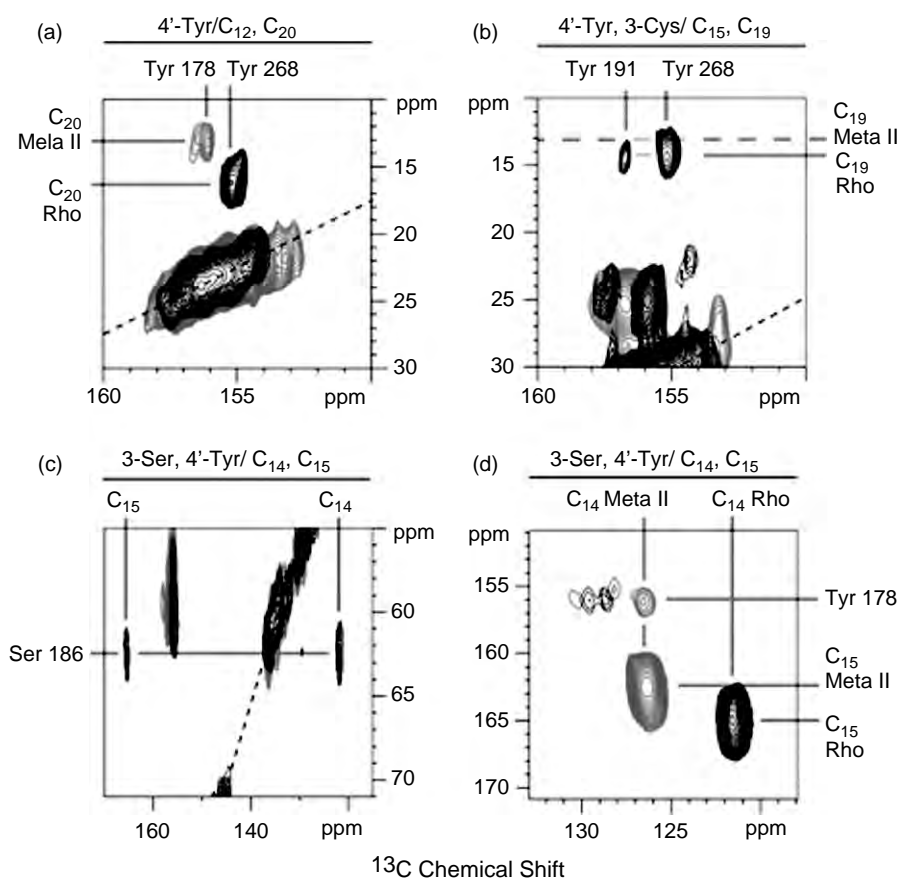 (a) 4'-Tyr/C12, C20
Tyr 178 Tyr 268
ppm
C20
Mela II
C20
Rho
15
20
25
30
160 155 ppm
(b) 4'-Tyr, 3-Cys/ C15, C19
Tyr 191 Tyr 268
ppm
C19
Meta II
C19
Rho
15
20
25
30
160 155 ppm
(c) 3-Ser, 4'-Tyr/ C14, C15
C15 C14
ppm
Ser 186
60
65
70
160 140 ppm
(d) 3-Ser, 4'-Tyr/ C14, C15
C14 Meta II C14 Rho
ppm
155
160
165
170
Tyr 178
C15
Meta II
C15
Rho
130 125 ppm
13C Chemical Shift